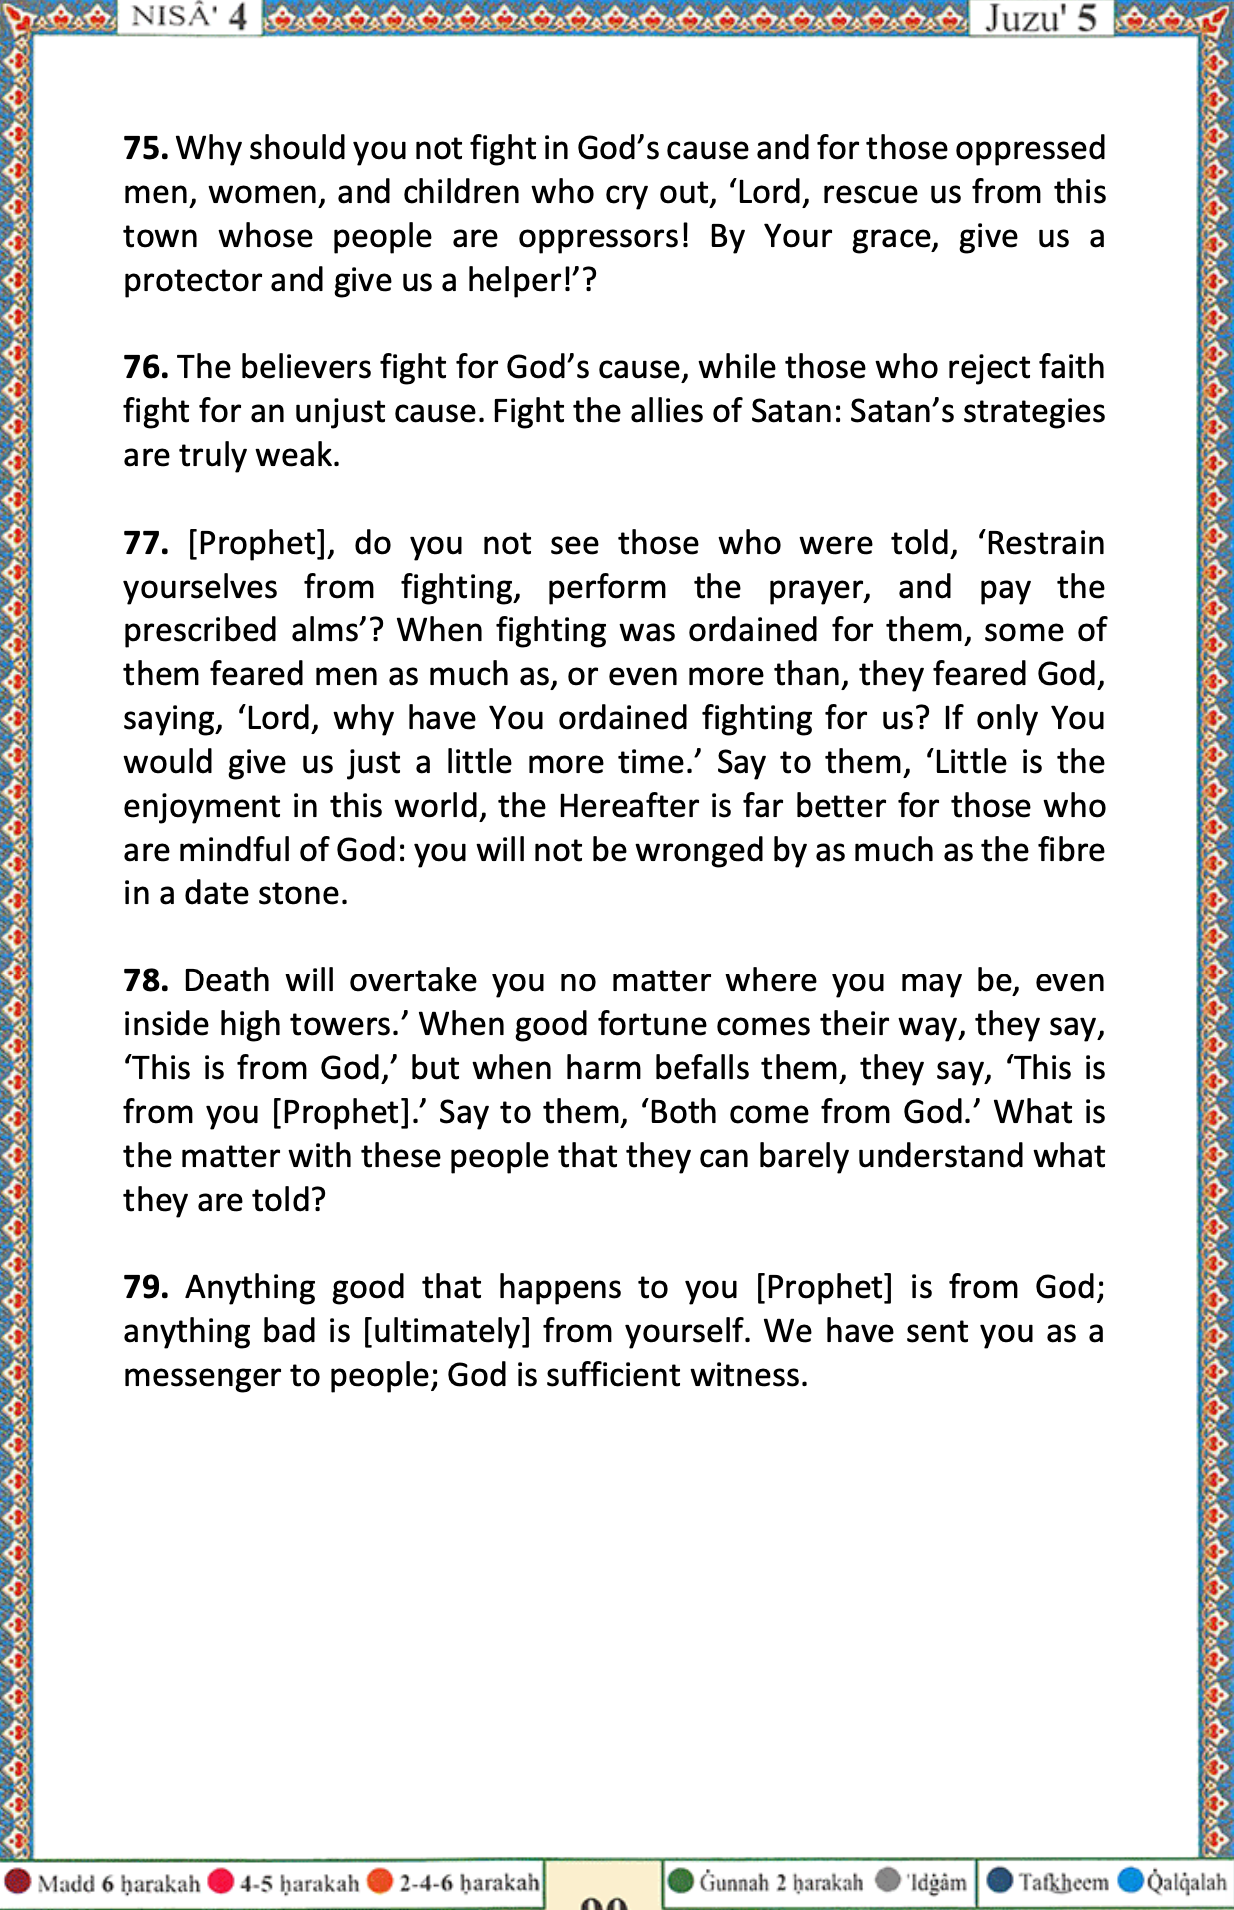 NISÂ' 4
Juzu' 5
75. Why should you not fight in God’s cause and for those oppressed
men, women, and children who cry out, ‘Lord, rescue us from this
town whose people are oppressors! By Your grace, give us a
protector and give us a helper!’?
76. The believers fight for God’s cause, while those who reject faith
fight for an unjust cause. Fight the allies of Satan: Satan’s strategies
are truly weak.
77. [Prophet], do you not see those who were told, ‘Restrain
yourselves from fighting, perform the prayer, and pay the
prescribed alms’? When fighting was ordained for them, some of
them feared men as much as, or even more than, they feared God,
saying, ‘Lord, why have You ordained fighting for us? If only You
would give us just a little more time.’ Say to them, ‘Little is the
enjoyment in this world, the Hereafter is far better for those who
are mindful of God: you will not be wronged by as much as the fibre
in a date stone.
78. Death will overtake you no matter where you may be, even
inside high towers.’ When good fortune comes their way, they say,
‘This is from God,’ but when harm befalls them, they say, ‘This is
from you [Prophet].’ Say to them, ‘Both come from God.’ What is
the matter with these people that they can barely understand what
they are told?
79. Anything good that happens to you [Prophet] is from God;
anything bad is [ultimately] from yourself. We have sent you as a
messenger to people; God is sufficient witness.
Madd 6 ḥarakah 4-5 ḥarakah 2-4-6 ḥarakah Ġunnah 2 ḥarakah 'Idġâm Tafk͟heem Q̇alq̇alah